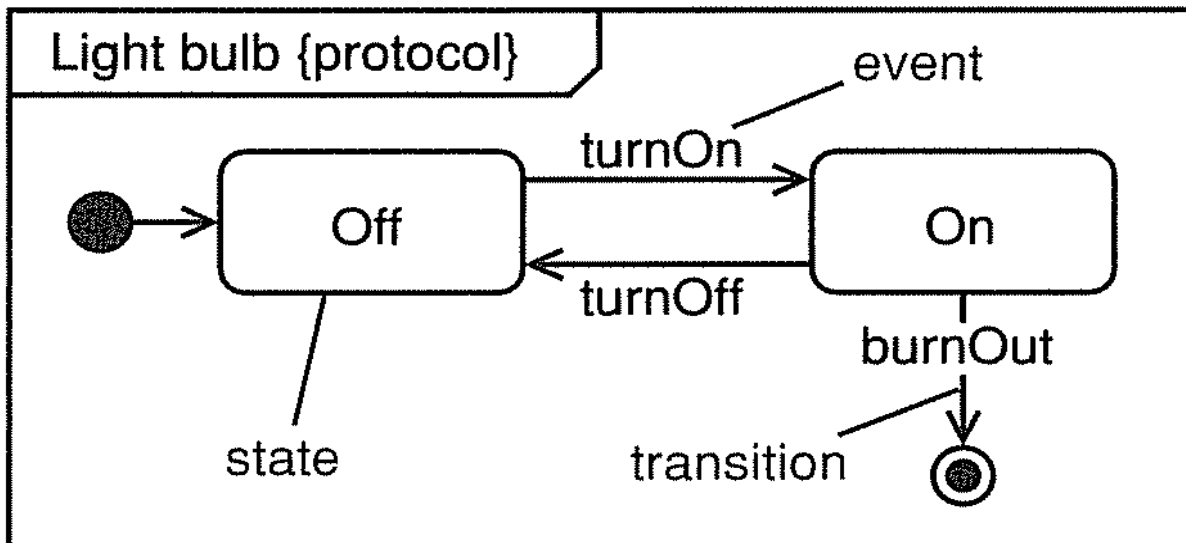 Light bulb {protocol}
event
turnOn
Off
On
turnOff
burnOut
state
transition